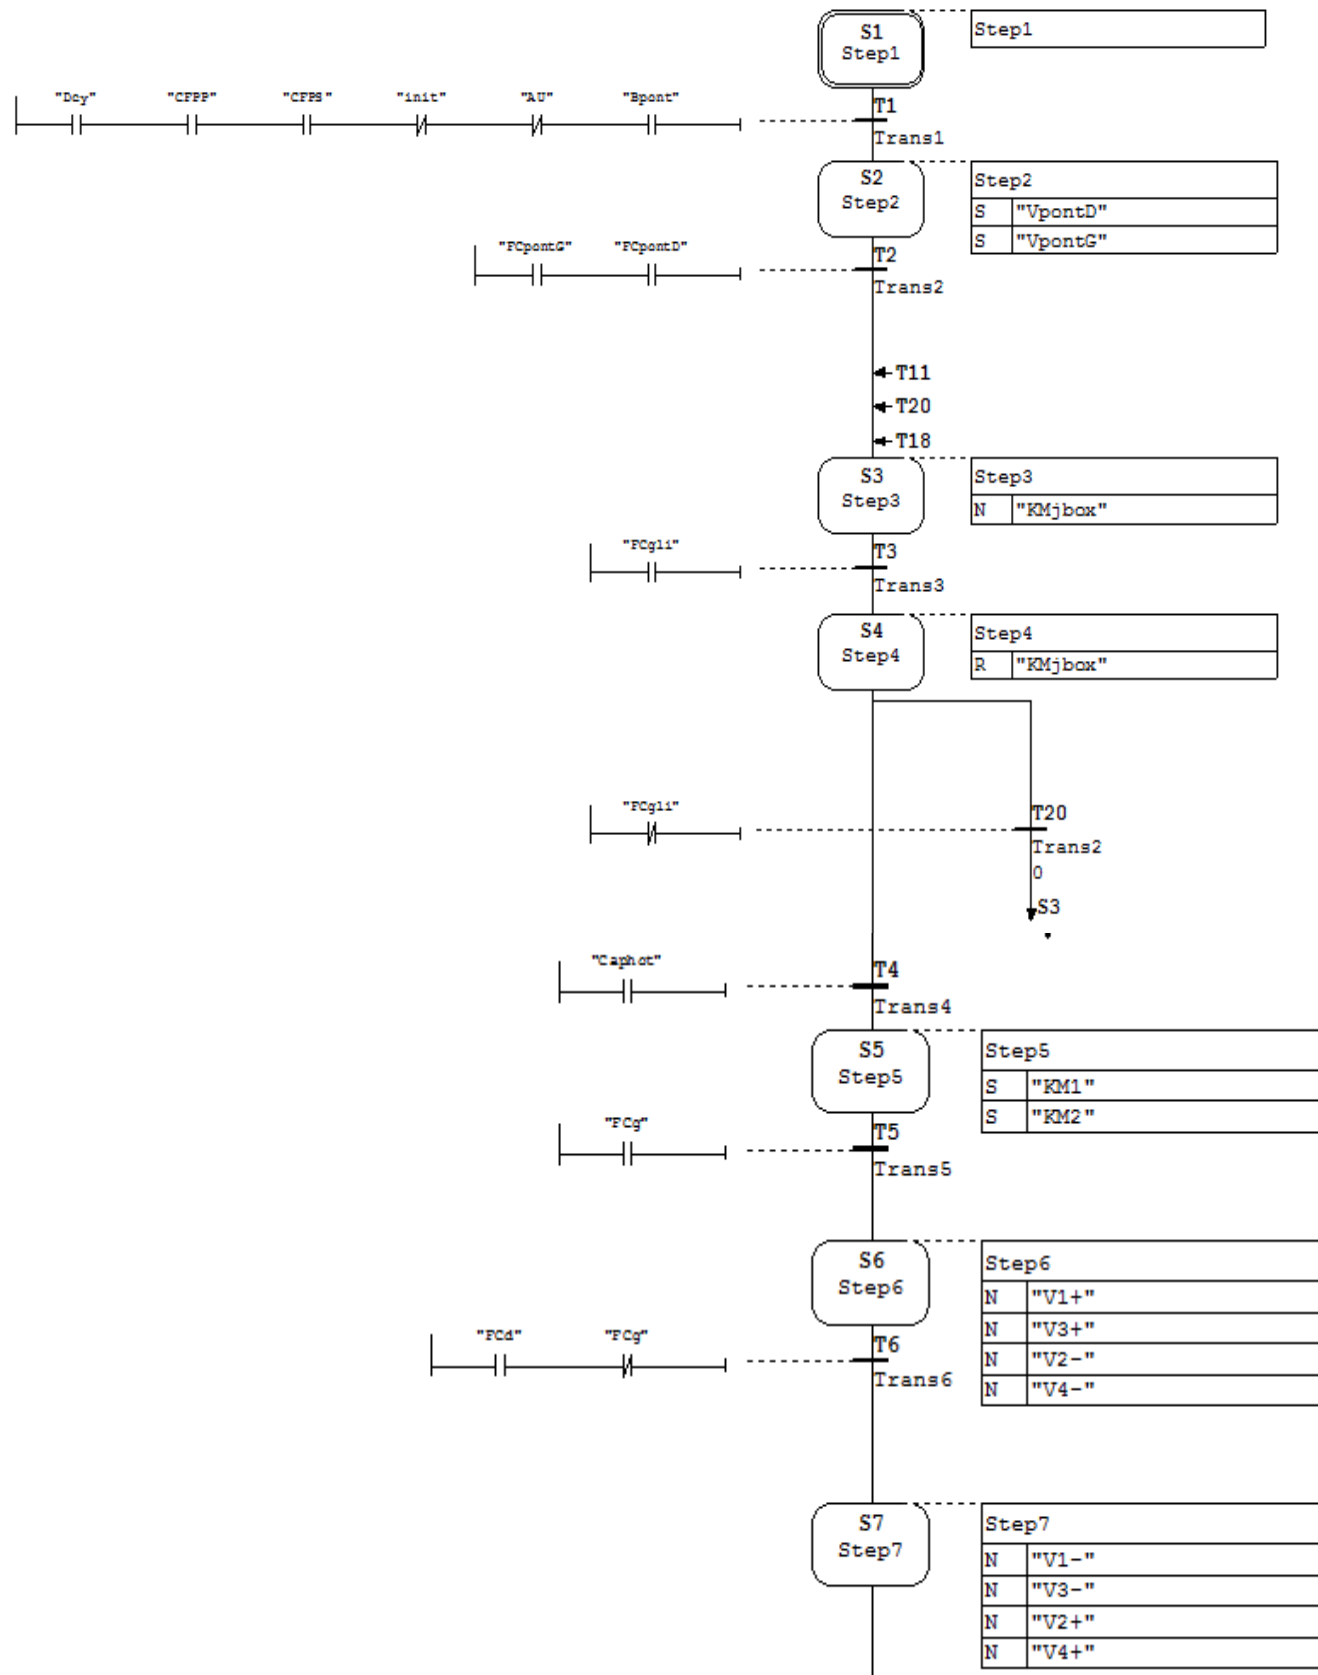 S1
Step1
Step1
"Dcy" "CFPP" "CFPS" "init" "AU" "Bpont"
T1
Trans1
S2
Step2
Step2
S "VpontD"
S "VpontG"
"FCpontG" "FCpontD"
T2
Trans2
T11
T20
T18
S3
Step3
Step3
N "KMjbox"
"FCgli"
T3
Trans3
S4
Step4
Step4
R "KMjbox"
"FCgli"
T20
Trans2
0
S3
"Caphot"
T4
Trans4
S5
Step5
Step5
S "KM1"
S "KM2"
"FCg"
T5
Trans5
S6
Step6
Step6
N "V1+"
N "V3+"
N "V2-"
N "V4-"
"FCd" "FCg"
T6
Trans6
S7
Step7
Step7
N "V1-"
N "V3-"
N "V2+"
N "V4+"